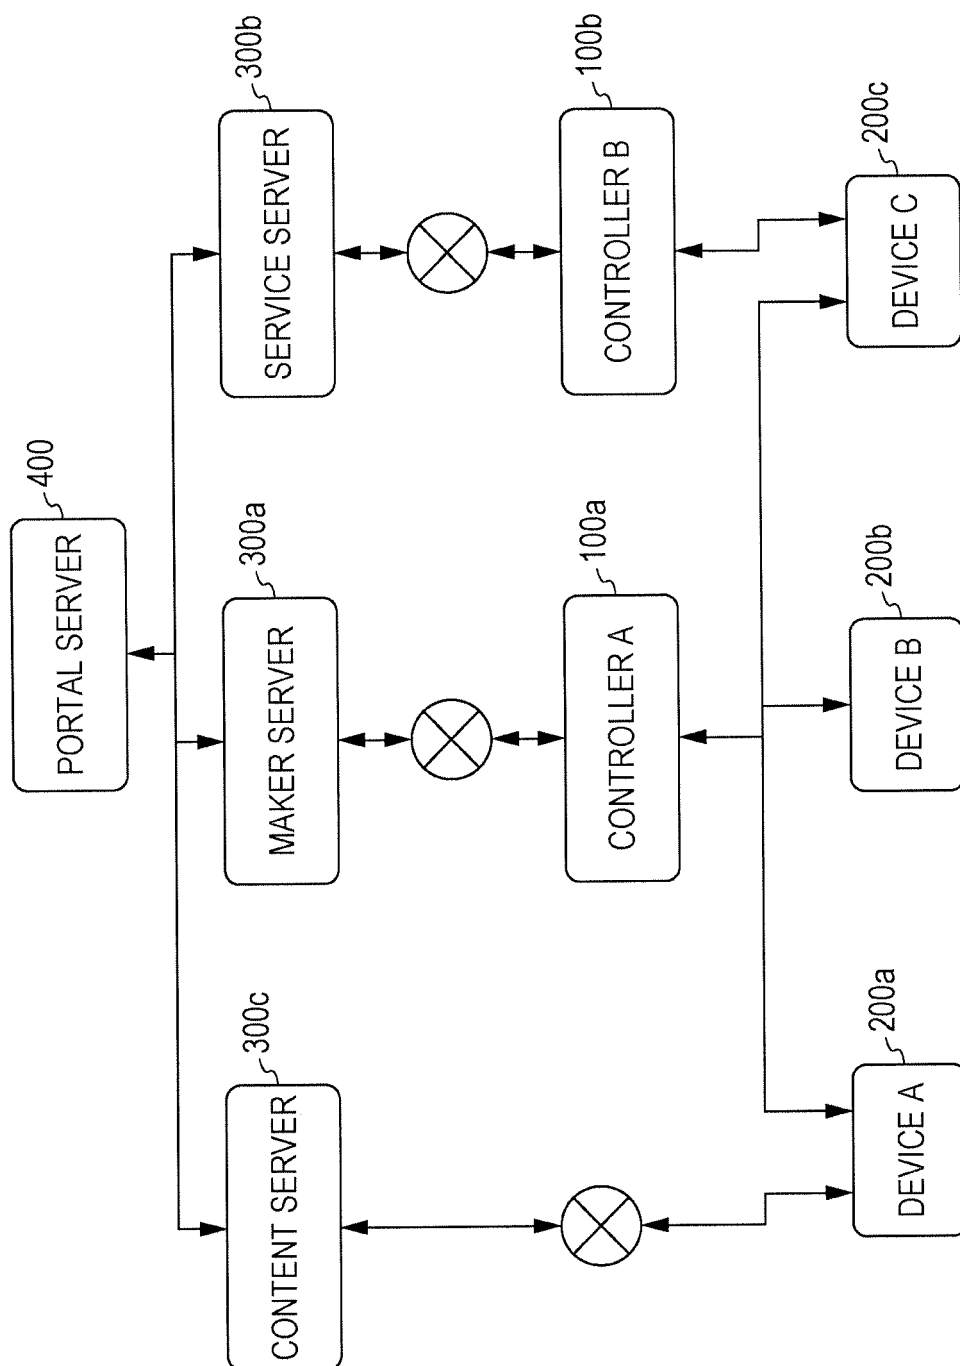 400
PORTAL SERVER
300c
CONTENT SERVER
300a
MAKER SERVER
300b
SERVICE SERVER
100a
CONTROLLER A
100b
CONTROLLER B
200a
DEVICE A
200b
DEVICE B
200c
DEVICE C